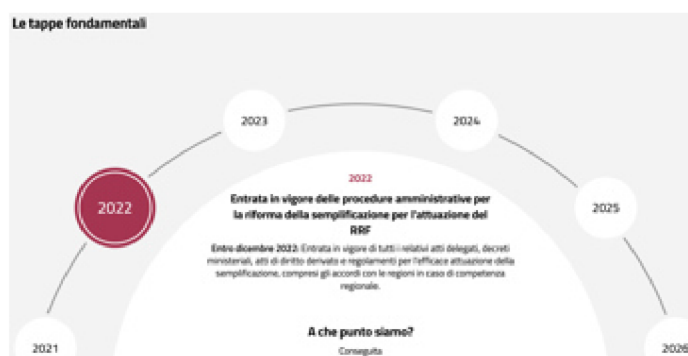 Le tappe fondamentali
2023
2024
2022
2025
2021
2026
2022
Entrata in vigore delle procedure amministrative per
la riforma della semplificazione per l'attuazione del
RRF
Entro dicembre 2022: Entrata in vigore di tutti i relativi atti delegati, decreti
ministeriali, atti di diritto derivato e regolamenti per l'efficace attuazione della
semplificazione, compresi gli accordi con le regioni in caso di competenza
regionale.
A che punto siamo?
Conseguita